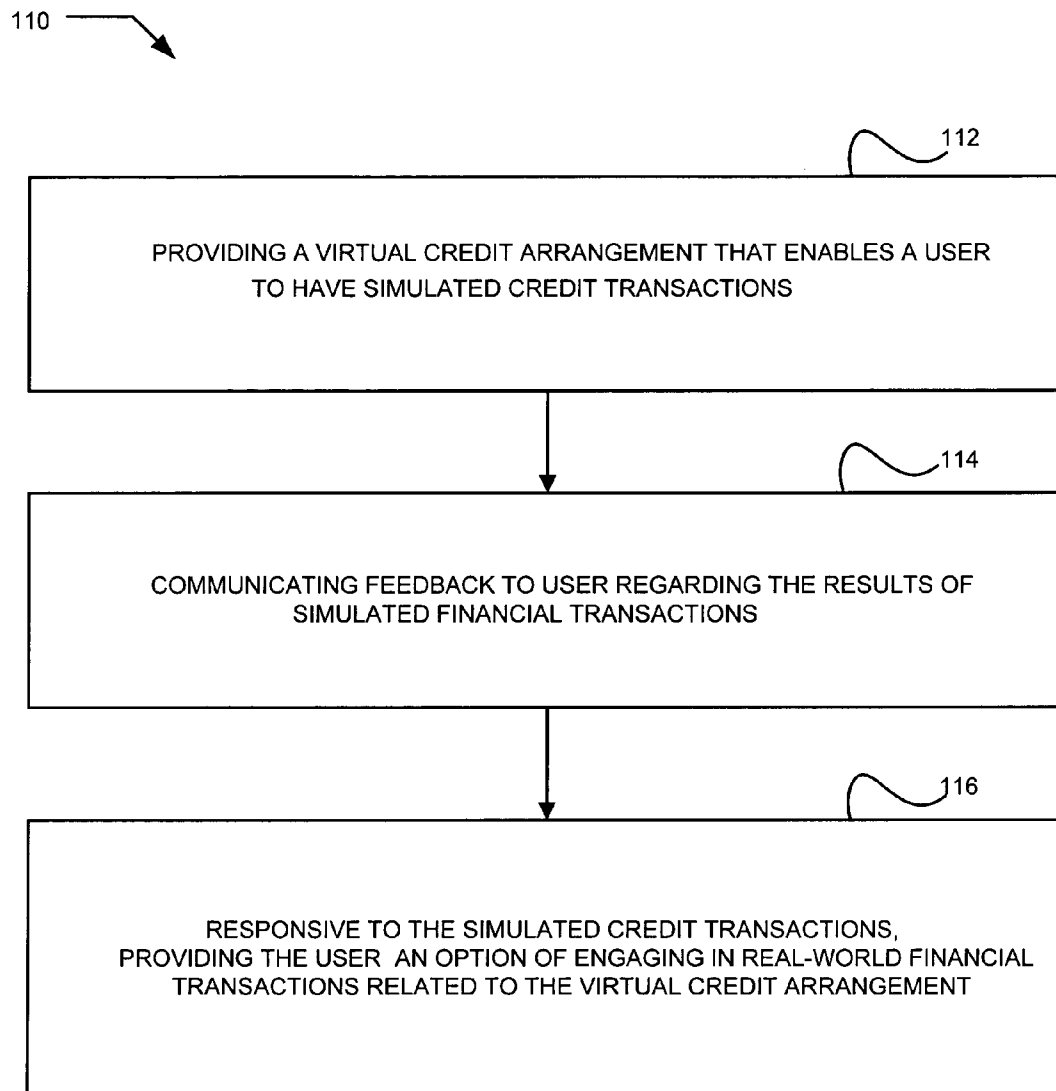 110
112
PROVIDING A VIRTUAL CREDIT ARRANGEMENT THAT ENABLES A USER
TO HAVE SIMULATED CREDIT TRANSACTIONS
114
COMMUNICATING FEEDBACK TO USER REGARDING THE RESULTS OF
SIMULATED FINANCIAL TRANSACTIONS
116
RESPONSIVE TO THE SIMULATED CREDIT TRANSACTIONS,
PROVIDING THE USER AN OPTION OF ENGAGING IN REAL-WORLD FINANCIAL
TRANSACTIONS RELATED TO THE VIRTUAL CREDIT ARRANGEMENT